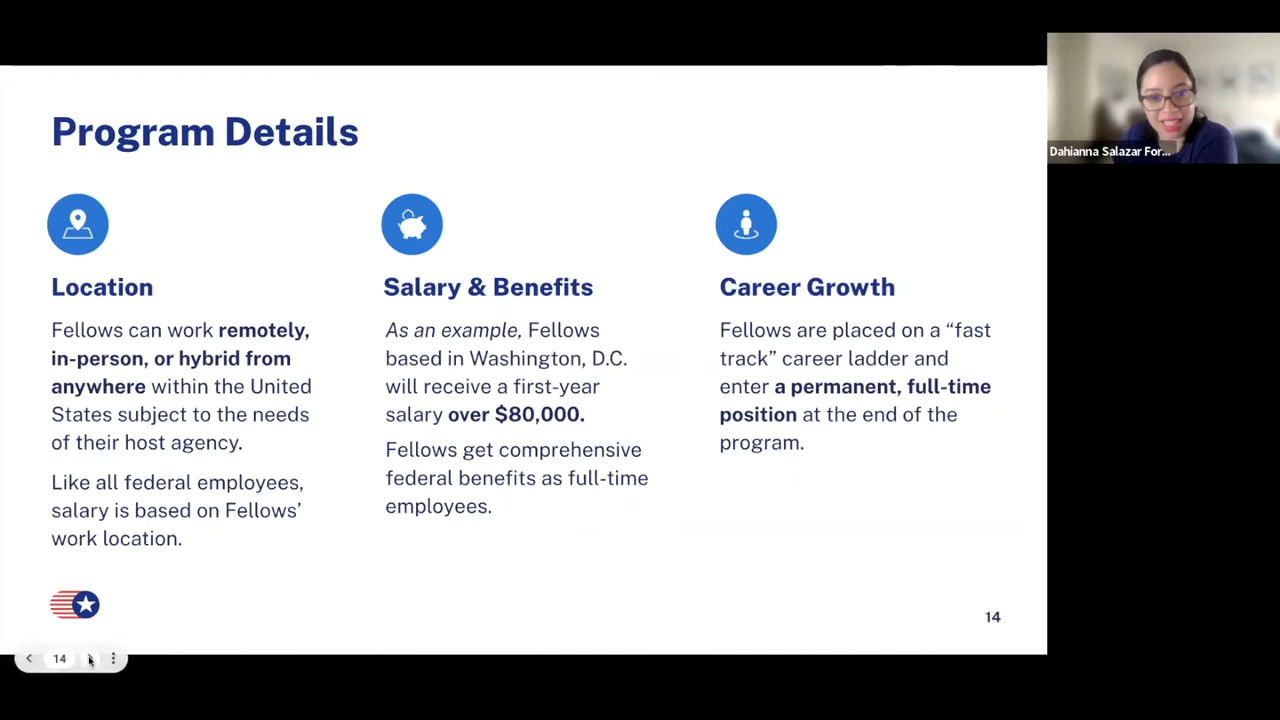 Program Details
Location
Fellows can work remotely,
in-person, or hybrid from
anywhere within the United
States subject to the needs
of their host agency.
Like all federal employees,
salary is based on Fellows’
work location.
Salary & Benefits
As an example, Fellows
based in Washington, D.C.
will receive a first-year
salary over $80,000.
Fellows get comprehensive
federal benefits as full-time
employees.
Career Growth
Fellows are placed on a “fast
track” career ladder and
enter a permanent, full-time
position at the end of the
program.
14
14
Dahianna Salazar For...